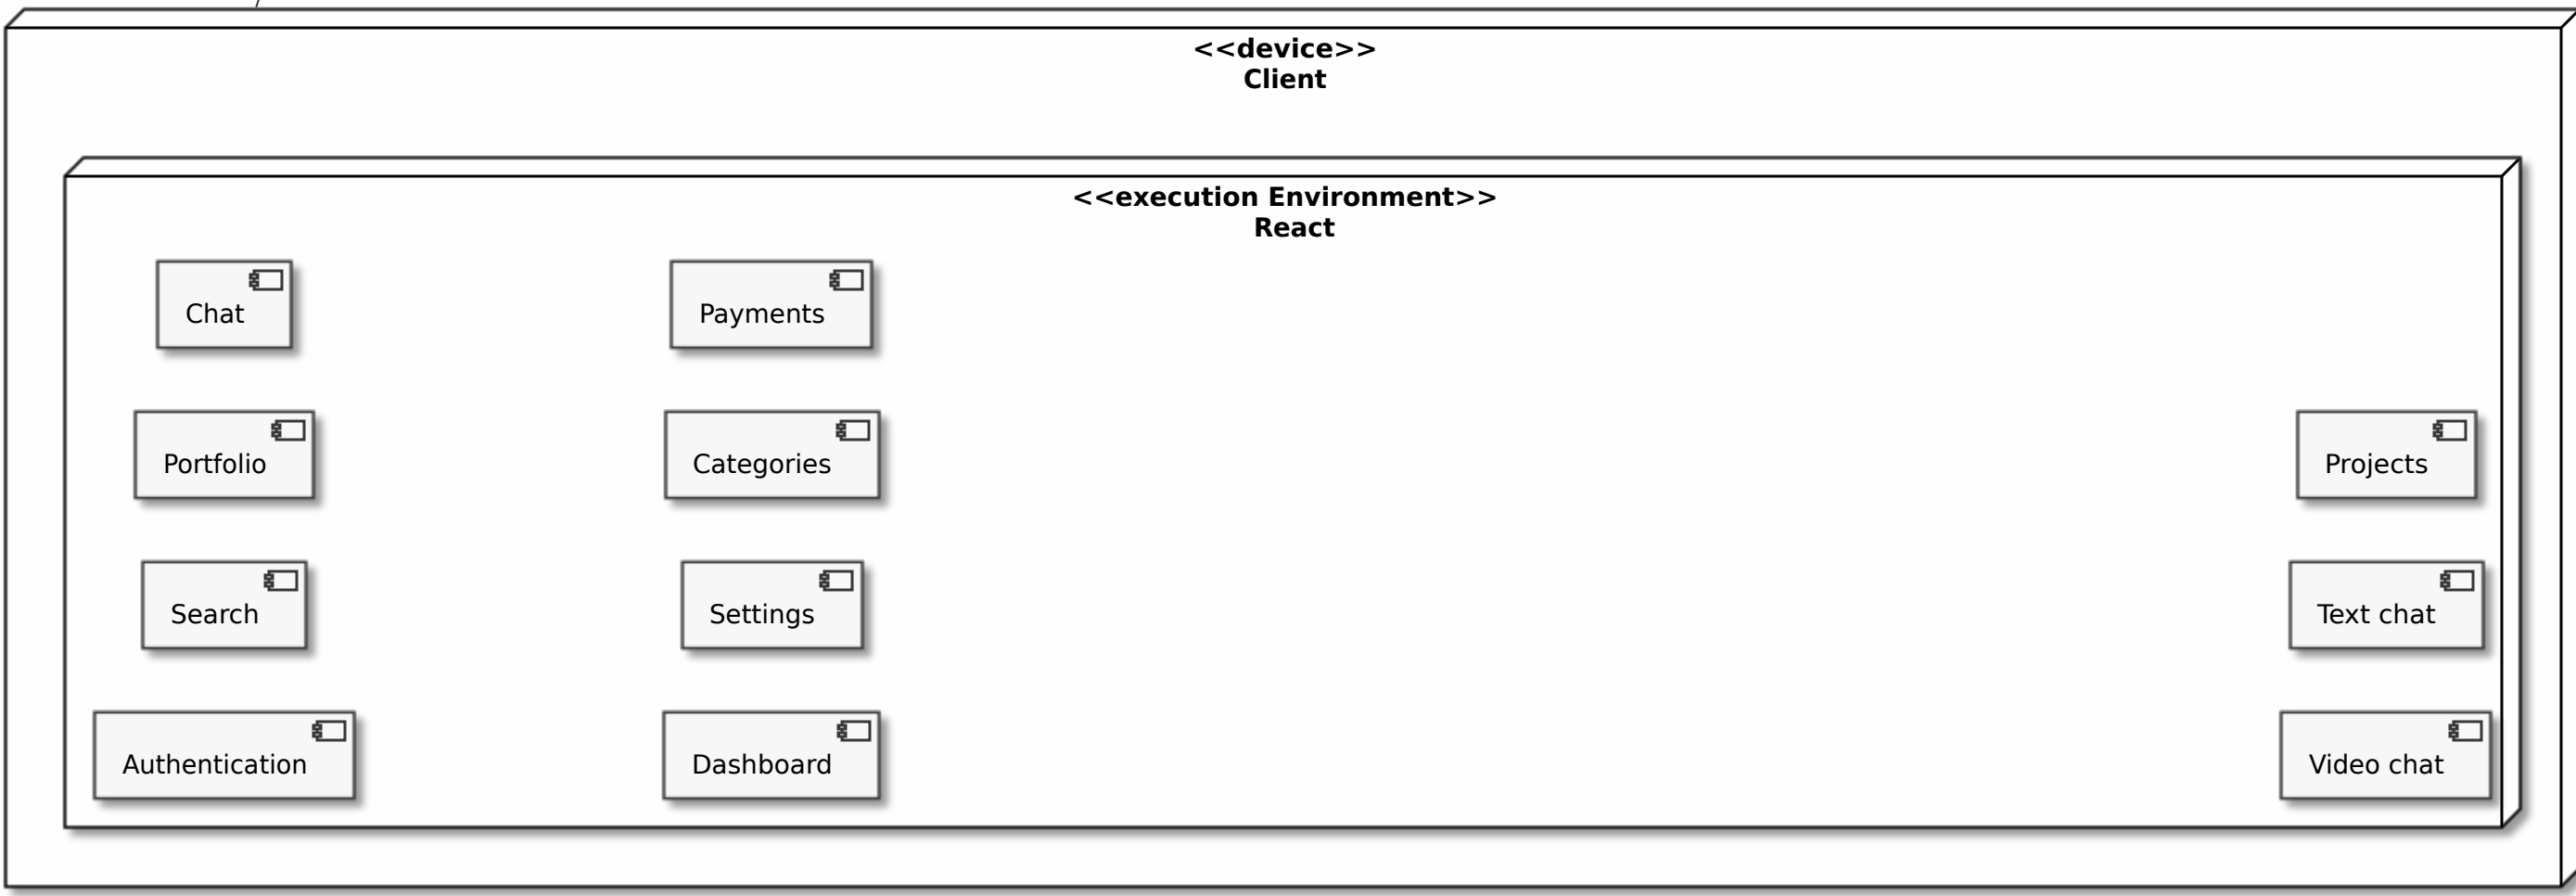 <<device>>
Client
<<execution Environment>>
React
Chat
Payments
Portfolio
Categories
Projects
Search
Settings
Text chat
Authentication
Dashboard
Video chat